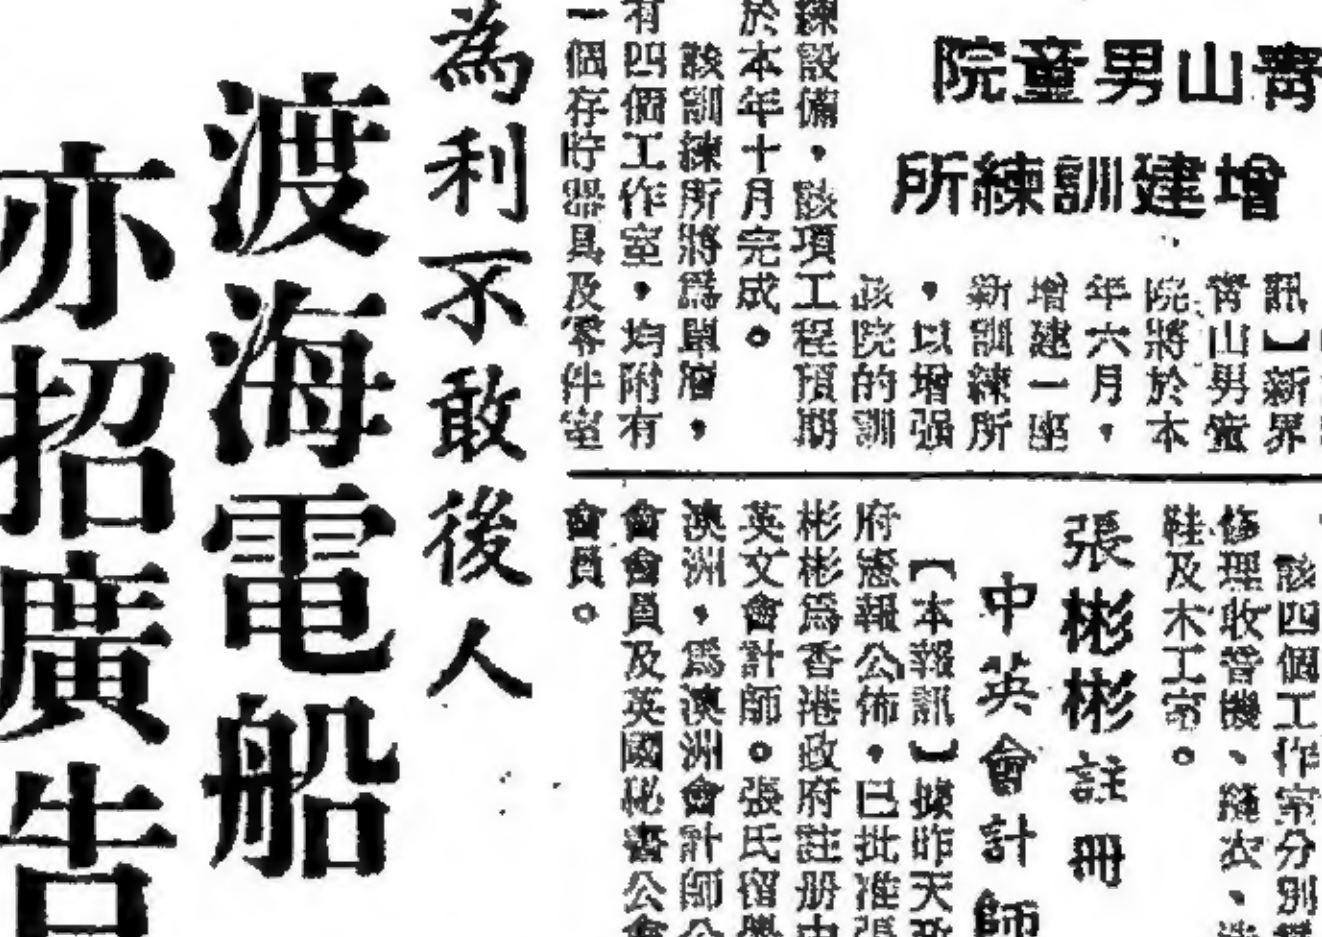 青山男童院
增建訓練所
訊】新界
青山男童
院將於本
年六月，
增建一座
新訓練所
，以增强
該院的訓
練設備，該項工程預期
於本年十月完成。
該訓練所將爲單層，
有四個工作室，均附有
一個存貯器具及零件室
該四個工作室分別
修理收音機、縫衣、
鞋及木工室。
張彬彬註冊
中英會計師
【本報訊】據昨天政
府憲報公佈，已批准張
彬彬爲香港政府註册中
英文會計師。張氏留學
澳洲，爲澳洲會計師公
會會員及英國秘書公會
會員。
為利不敢後人
渡海電船
亦招廣告